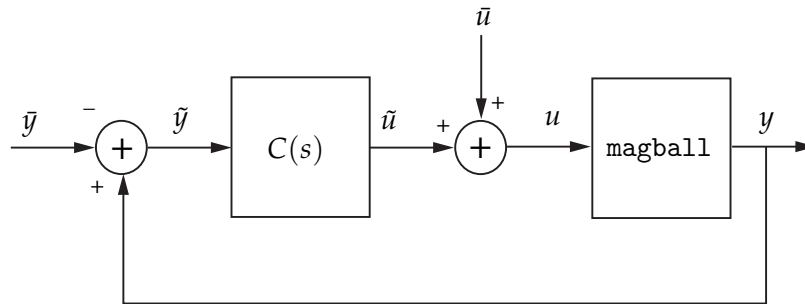 ū
ȳ − ỹ C(s) ũ + + u magball y
+ +
+